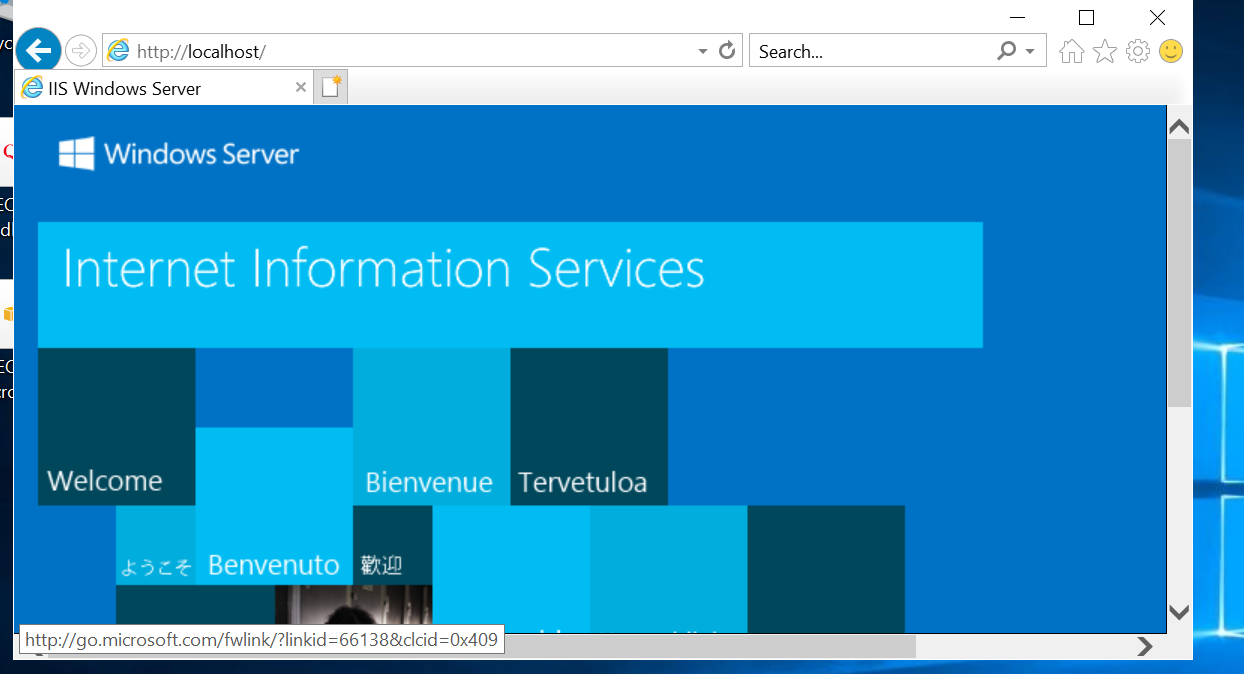 http://localhost/
Search...
IIS Windows Server
Windows Server
Internet Information Services
Welcome
Bienvenue
Tervetuloa
ようこそ
Benvenuto
歡迎
http://go.microsoft.com/fwlink/?linkid=66138&clcid=0x409